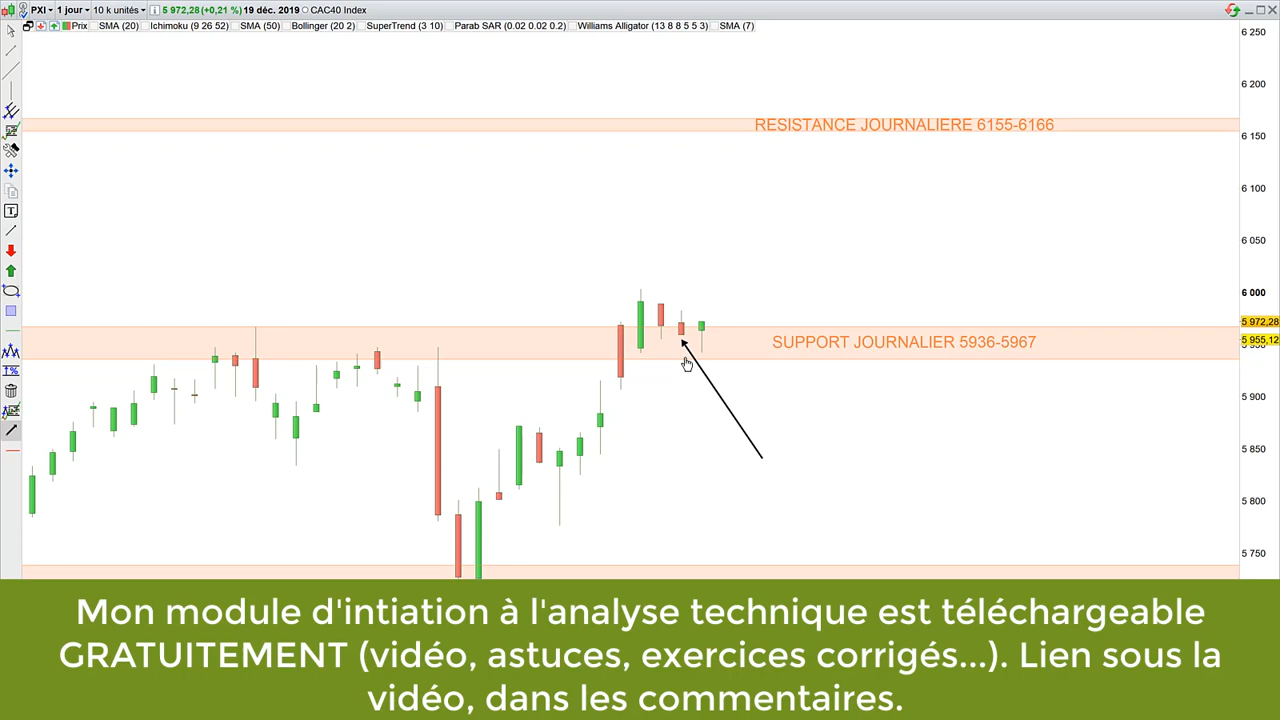 PXI 1 jour 10 k unités 5 972,28 (+0,21 %) 19 déc. 2019 CAC40 Index
Prix SMA (20) Ichimoku (9 26 52) SMA (50) Bollinger (20 2) SuperTrend (3 10) Parab SAR (0.02 0.02 0.2) Williams Alligator (13 8 8 5 5 3) SMA (7)
6 250
6 200
RESISTANCE JOURNALIERE 6155-6166
6 150
6 100
6 050
6 000
5 972,28
SUPPORT JOURNALIER 5936-5967
5 955,12
5 900
5 850
5 800
5 750
Mon module d'intiation à l'analyse technique est téléchargeable
GRATUITEMENT (vidéo, astuces, exercices corrigés...). Lien sous la
vidéo, dans les commentaires.